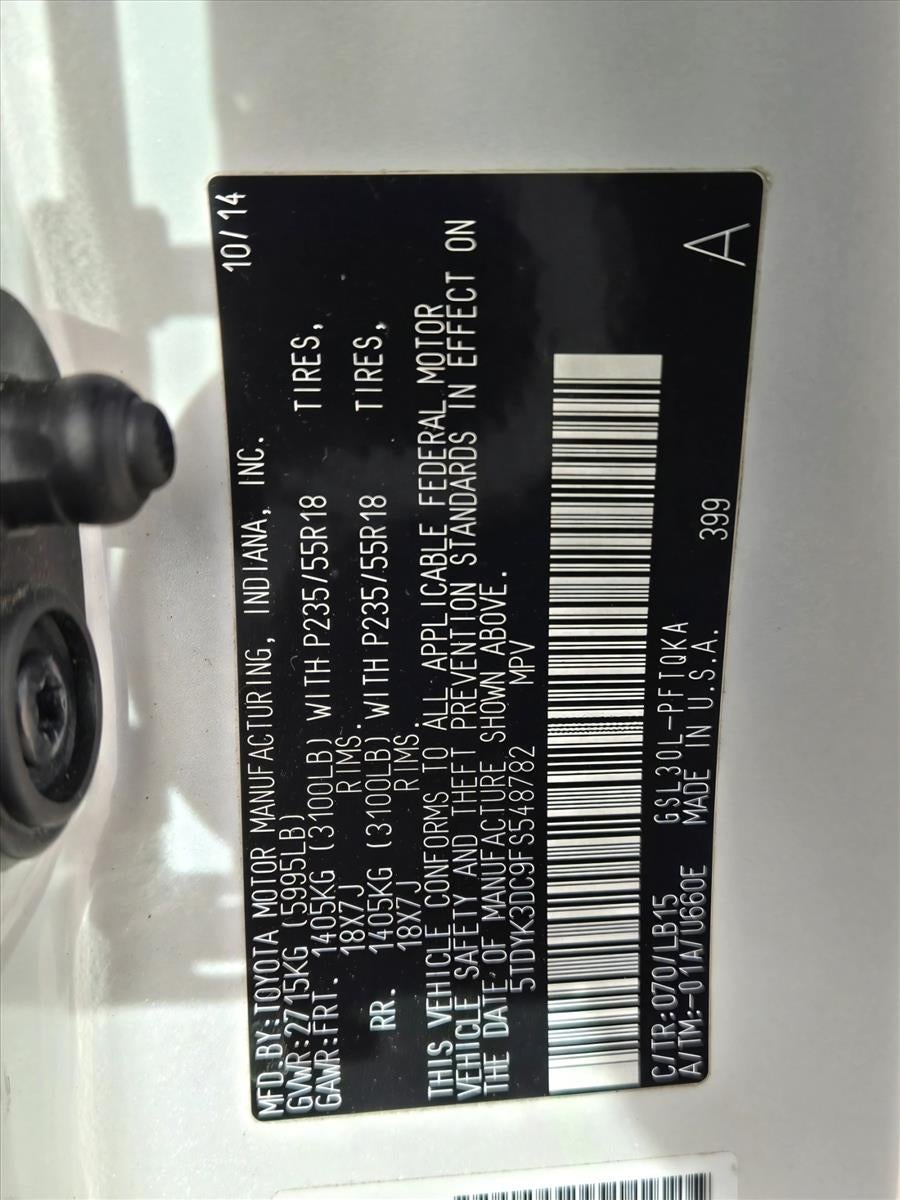 MFD.BY:TOYOTA MOTOR MANUFACTURING, INDIANA, INC. 10/14
GVWR:2715KG (5995LB)
GAWR:FRT. 1405KG (3100LB) WITH P235/55R18 TIRES,
18X7J RIMS.
RR. 1405KG (3100LB) WITH P235/55R18 TIRES,
18X7J RIMS.
THIS VEHICLE CONFORMS TO ALL APPLICABLE FEDERAL MOTOR
VEHICLE SAFETY AND THEFT PREVENTION STANDARDS IN EFFECT ON
THE DATE OF MANUFACTURE SHOWN ABOVE.
5TDYK3DC9FS548782 MPV
C/TR:070/LB15 GSL30L-PFTQKA
A/TM:-01A/U660E MADE IN U.S.A. 399 A